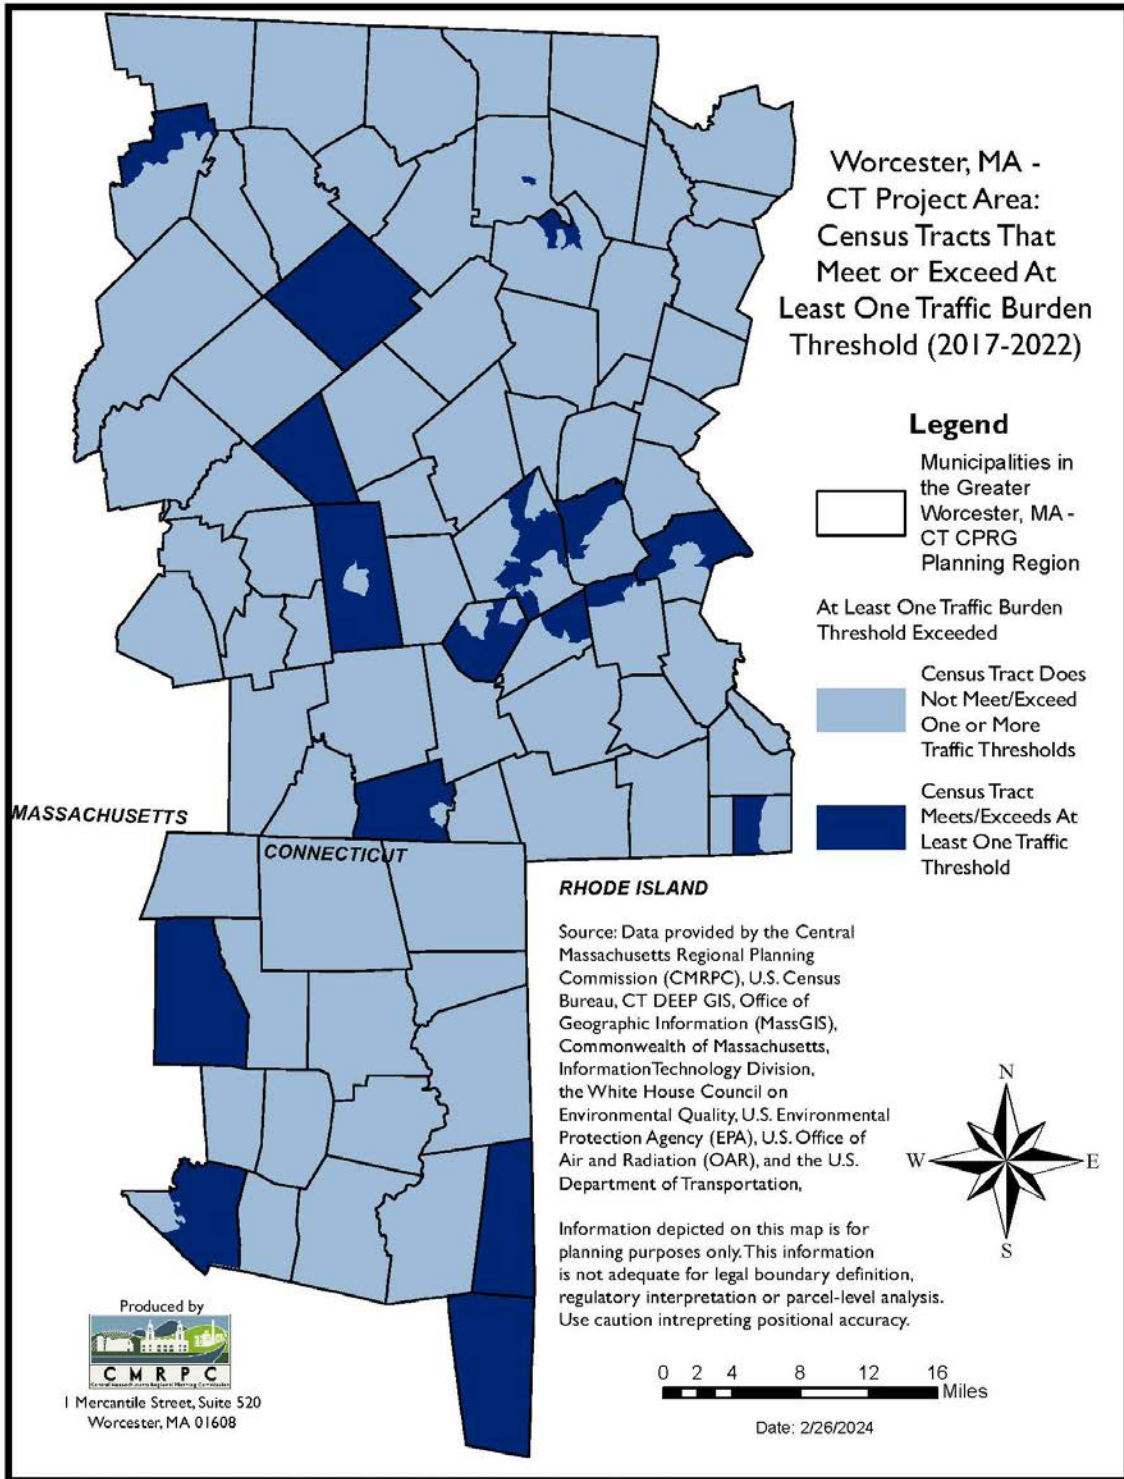 Worcester, MA -
CT Project Area:
Census Tracts That
Meet or Exceed At
Least One Traffic Burden
Threshold (2017-2022)
Legend
Municipalities in
the Greater
Worcester, MA -
CT CPRG
Planning Region
At Least One Traffic Burden
Threshold Exceeded
Census Tract Does
Not Meet/Exceed
One or More
Traffic Thresholds
Census Tract
Meets/Exceeds At
Least One Traffic
Threshold
MASSACHUSETTS
CONNECTICUT
RHODE ISLAND
Source: Data provided by the Central
Massachusetts Regional Planning
Commission (CMRPC), U.S. Census
Bureau, CT DEEP GIS, Office of
Geographic Information (MassGIS),
Commonwealth of Massachusetts,
InformationTechnology Division,
the White House Council on
Environmental Quality, U.S. Environmental
Protection Agency (EPA), U.S. Office of
Air and Radiation (OAR), and the U.S.
Department of Transportation,
Information depicted on this map is for
planning purposes only. This information
is not adequate for legal boundary definition,
regulatory interpretation or parcel-level analysis.
Use caution intrepreting positional accuracy.
N
W E
S
Produced by
CMRPC
Central Massachusetts Regional Planning Commission
1 Mercantile Street, Suite 520
Worcester, MA 01608
0 2 4 8 12 16
Miles
Date: 2/26/2024